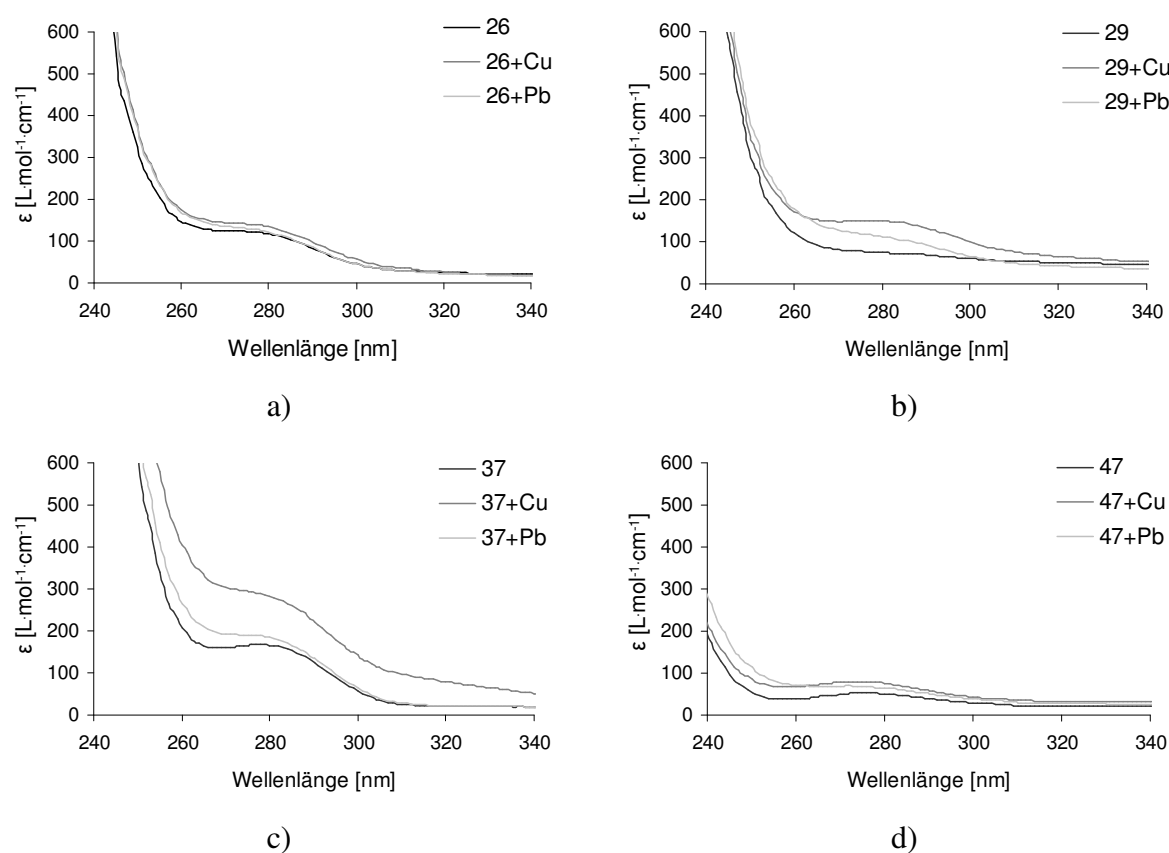 600
500
400
300
200
100
0
ε [L·mol-1·cm-1]
240 260 280 300 320 340
Wellenlänge [nm]
26
26+Cu
26+Pb
a)
600
500
400
300
200
100
0
ε [L·mol-1·cm-1]
240 260 280 300 320 340
Wellenlänge [nm]
29
29+Cu
29+Pb
b)
600
500
400
300
200
100
0
ε [L·mol-1·cm-1]
240 260 280 300 320 340
Wellenlänge [nm]
37
37+Cu
37+Pb
c)
600
500
400
300
200
100
0
ε [L·mol-1·cm-1]
240 260 280 300 320 340
Wellenlänge [nm]
47
47+Cu
47+Pb
d)